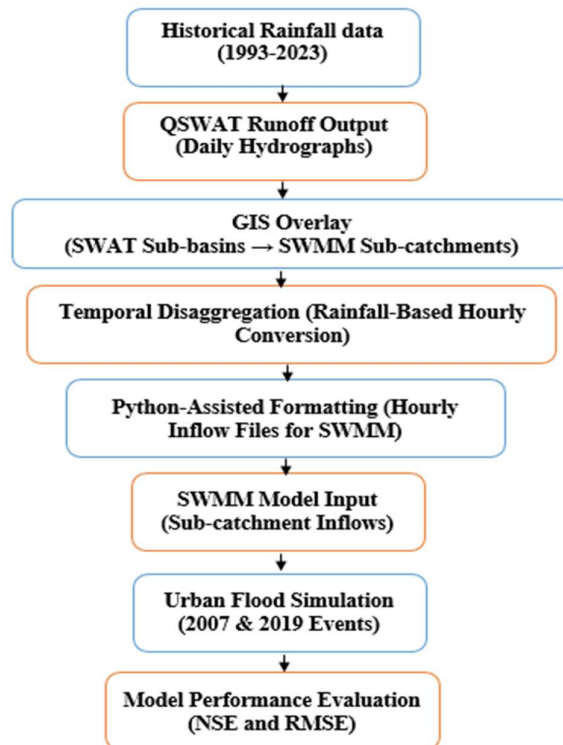 Historical Rainfall data
(1993-2023)
QSWAT Runoff Output
(Daily Hydrographs)
GIS Overlay
(SWAT Sub-basins → SWMM Sub-catchments)
Temporal Disaggregation (Rainfall-Based Hourly
Conversion)
Python-Assisted Formatting (Hourly
Inflow Files for SWMM)
SWMM Model Input
(Sub-catchment Inflows)
Urban Flood Simulation
(2007 & 2019 Events)
Model Performance Evaluation
(NSE and RMSE)